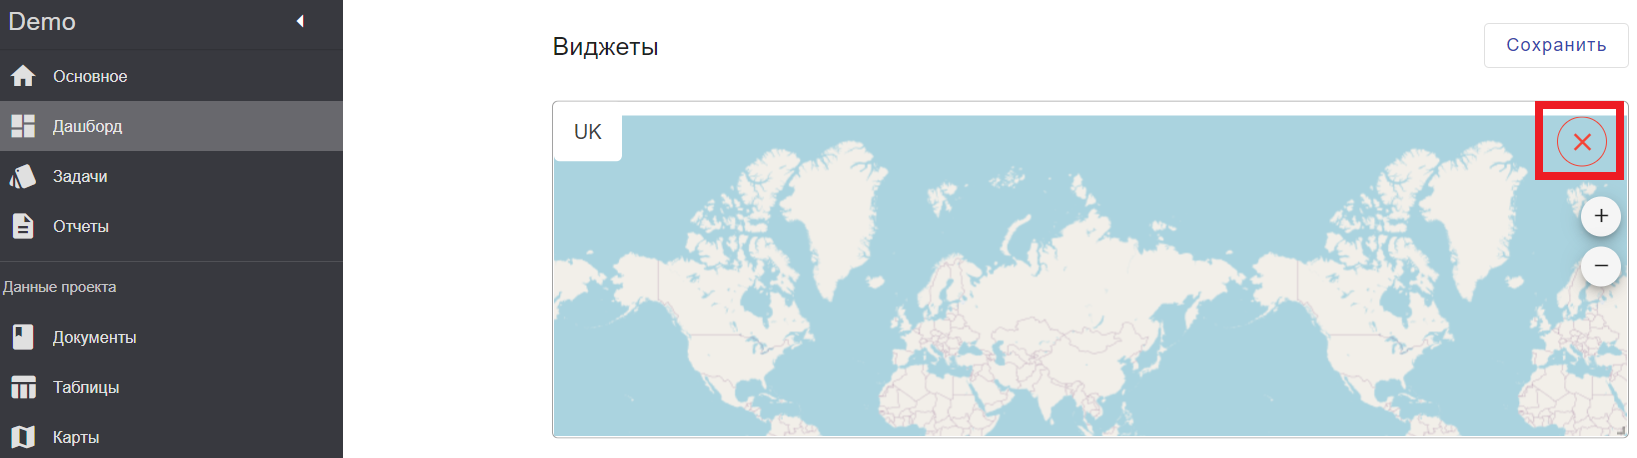 Demo
Основное
Дашборд
Задачи
Отчеты
Данные проекта
Документы
Таблицы
Карты
Виджеты
Сохранить
UK
+
−